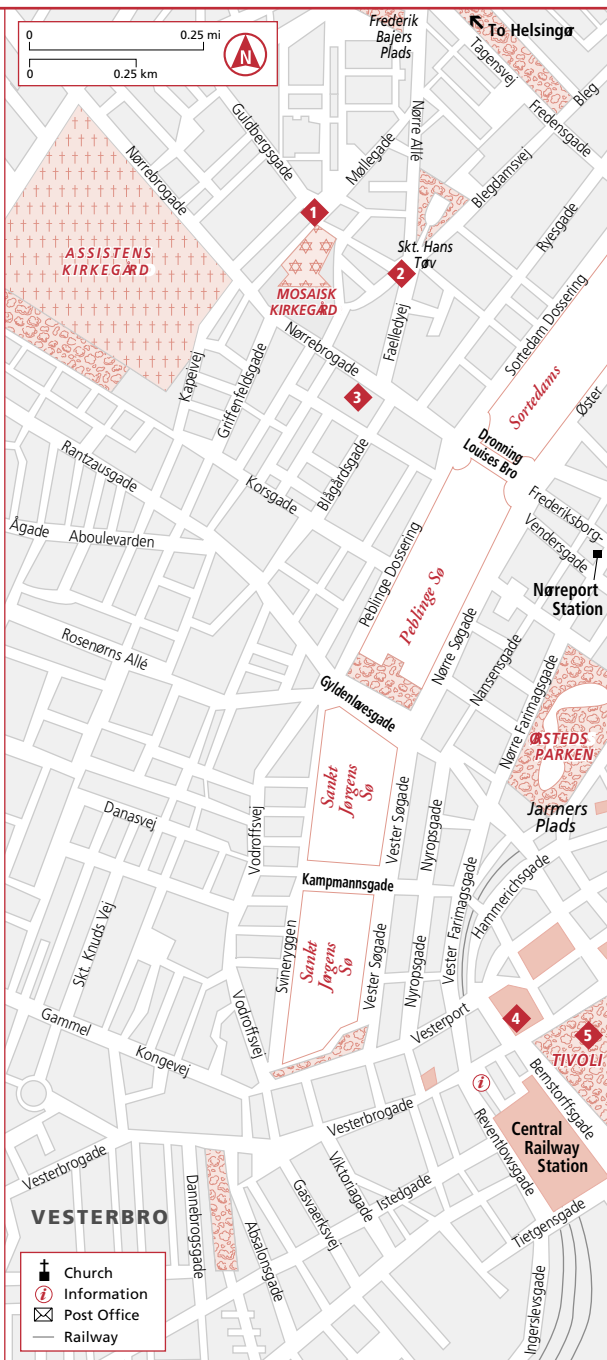 0
0.25 mi
0
0.25 km
N
Frederik
Bajers
Plads
To Helsingør
Tagensvej
Bleg
Fredensgade
Guldbergsgade
Møllegade
Nørre Allé
Blegdamsvej
Nørrebrogade
Ryesgade
1
ASSISTENS
KIRKEGÅRD
Skt. Hans
Torv
2
MOSAISK
KIRKEGÅRD
Sortedam Dossering
Faelledvej
Nørrebrogade
Kapelvej
Griffenfeldsgade
3
Sortedams
Øster
Dronning
Louises Bro
Rantzausgade
Korsgade
Blågårdsgade
Frederiksborg-
Vendersgade
Ågade
Aboulevarden
Peblinge Dossering
Peblinge Sø
Nørreport
Station
Rosenørns Allé
Nørre Søgade
Nansensgade
Nørre Farimagsgade
Gyldenløvesgade
ØRSTEDS
PARKEN
Sankt
Jørgens
Sø
Jarmers
Plads
Danasvej
Vodroffsvej
Vester Søgade
Nyropsgade
Hammerichsgade
Kampmannsgade
Vester Farimagsgade
Skt. Knuds Vej
Svineryggen
Sankt
Jørgens
Sø
Vester Søgade
Nyropsgade
Vodroffsvej
Gammel
Kongevej
Vesterport
4
5
TIVOLI
i
Bernstorffsgade
Vesterbrogade
Reventlowsgade
Central
Railway
Station
Vesterbrogade
Viktoriagade
Istedgade
Tietgensgade
VESTERBRO
Dannebrogsgade
Absalonsgade
Gasvaerksvej
Ingerslevsgade
Church
i Information
Post Office
Railway